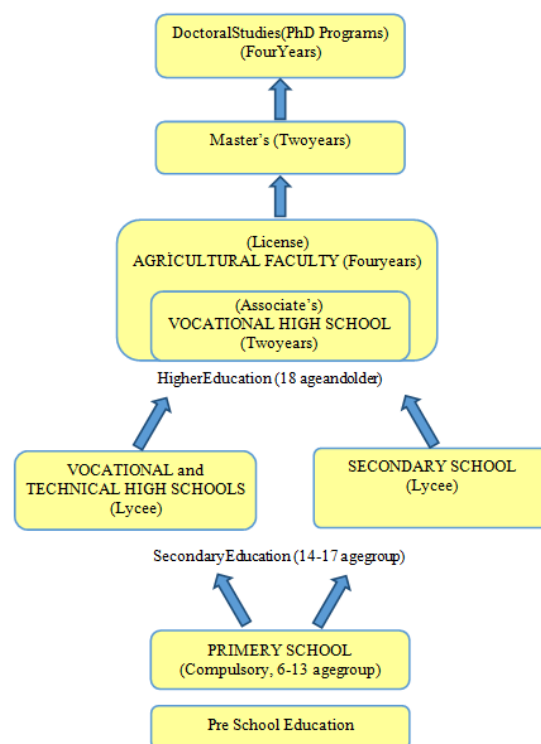 DoctoralStudies(PhD Programs)
(FourYears)
Master's (Twoyears)
(License)
AGRİCULTURAL FACULTY (Fouryears)
(Associate's)
VOCATIONAL HIGH SCHOOL
(Twoyears)
HigherEducation (18 ageandolder)
VOCATIONAL and
TECHNICAL HIGH SCHOOLS
(Lycee)
SECONDARY SCHOOL
(Lycee)
SecondaryEducation (14-17 agegroup)
PRIMERY SCHOOL
(Compulsory, 6-13 agegroup)
Pre School Education